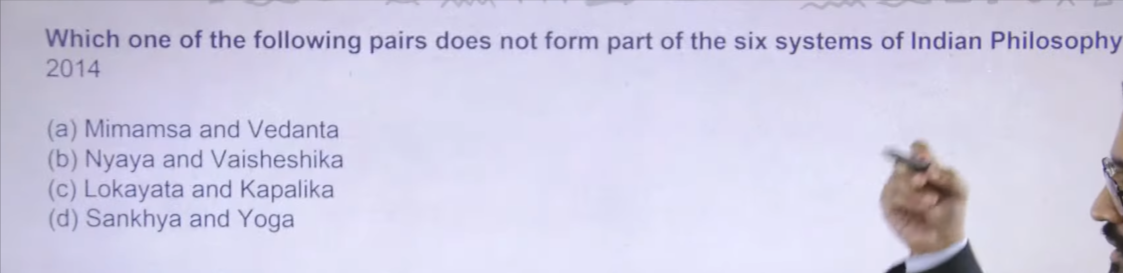 Which one of the following pairs does not form part of the six systems of Indian Philosophy
2014
(a) Mimamsa and Vedanta
(b) Nyaya and Vaisheshika
(c) Lokayata and Kapalika
(d) Sankhya and Yoga